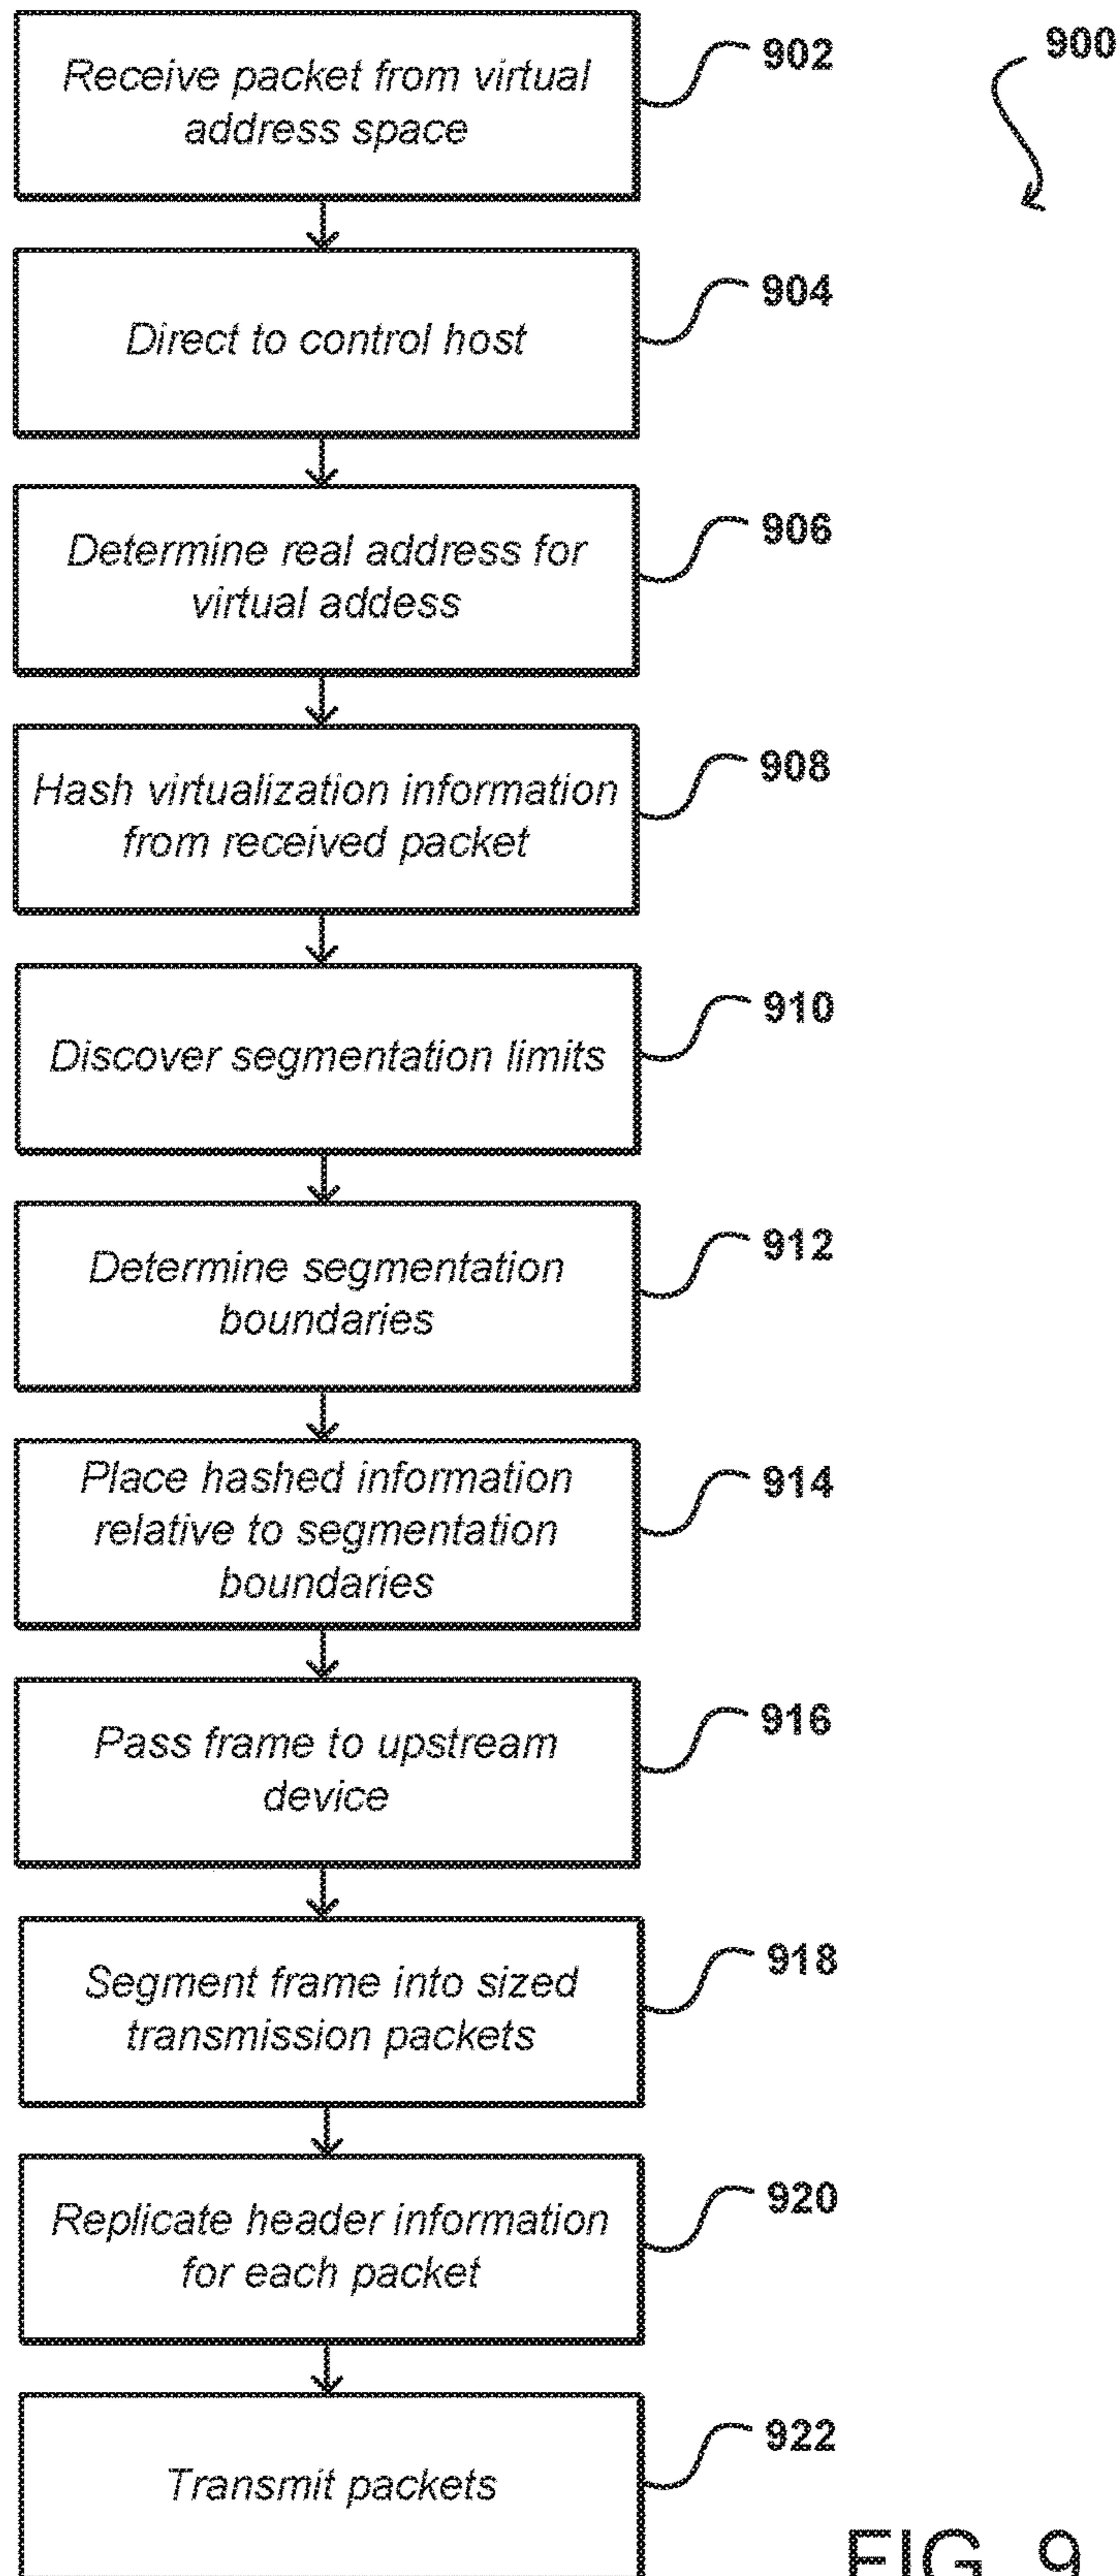 900
Receive packet from virtual
address space
902
Direct to control host
904
Determine real address for
virtual addess
906
Hash virtualization information
from received packet
908
Discover segmentation limits
910
Determine segmentation
boundaries
912
Place hashed information
relative to segmentation
boundaries
914
Pass frame to upstream
device
916
Segment frame into sized
transmission packets
918
Replicate header information
for each packet
920
Transmit packets
922
FIG. 9